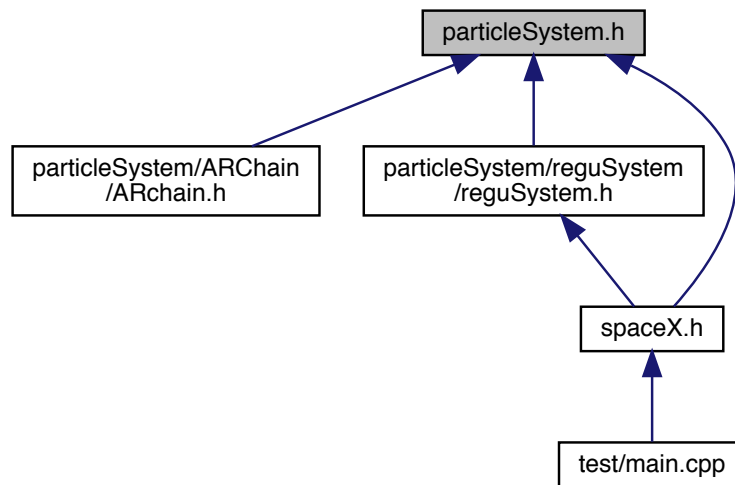 particleSystem.h
particleSystem/ARChain
/ARchain.h
particleSystem/reguSystem
/reguSystem.h
spaceX.h
test/main.cpp